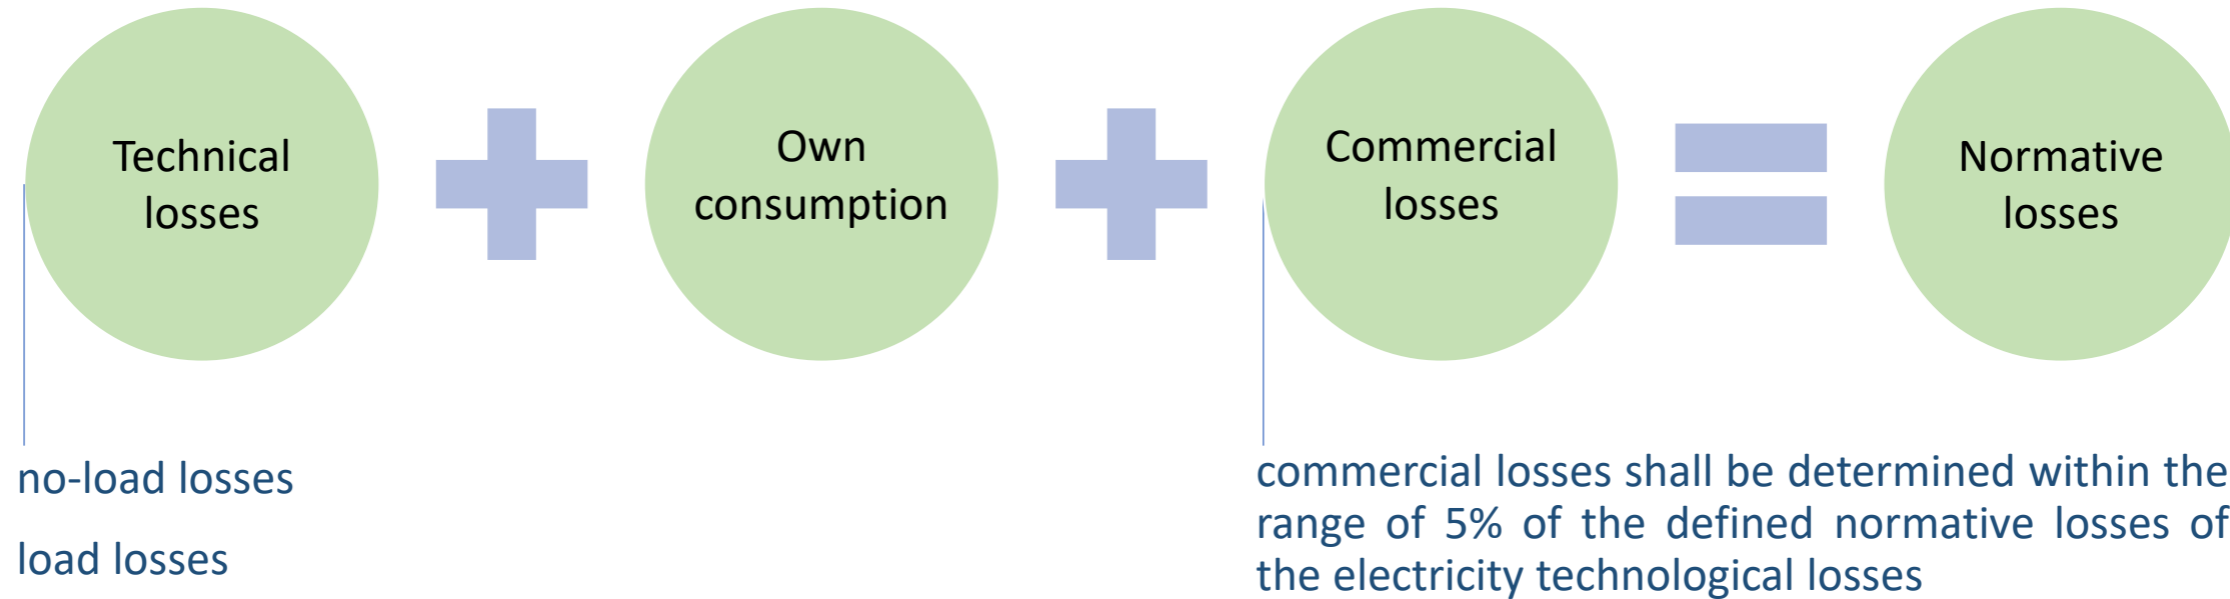 Technical
losses
Own
consumption
Commercial
losses
Normative
losses
no-load losses
load losses
commercial losses shall be determined within the
range of 5% of the defined normative losses of
the electricity technological losses